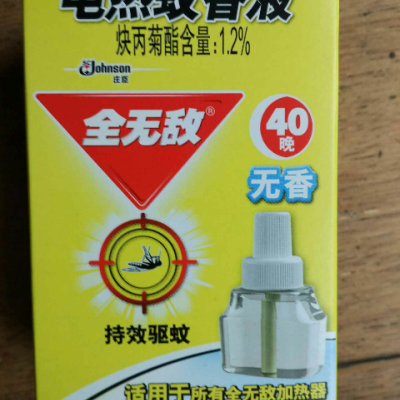 电热蚊香液
炔丙菊酯含量:1.2%
Johnson
庄臣
全无敌®
40
晚
无香
持效驱蚊
适用于所有全无敌加热器